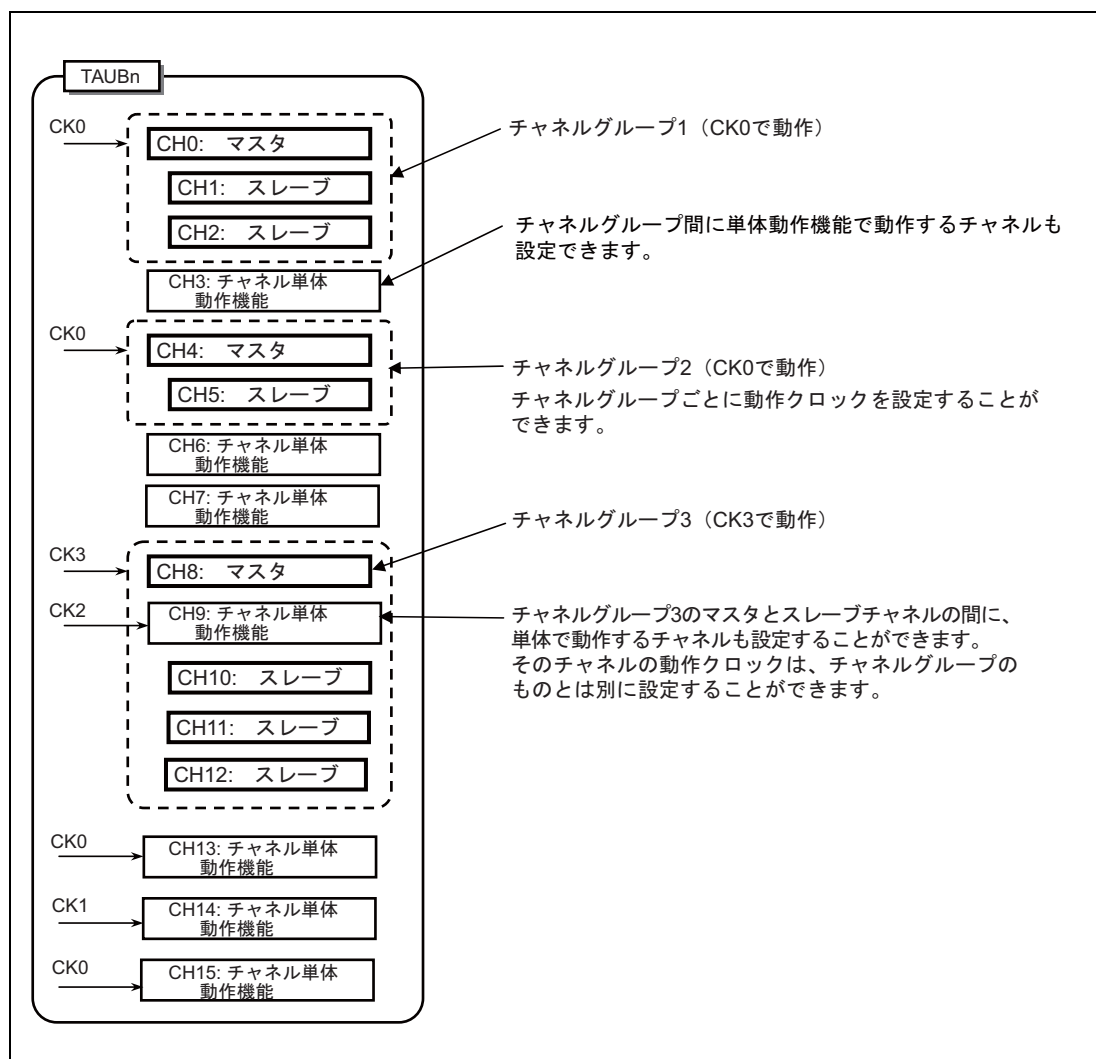 TAUBn
CK0
CH0: マスタ
CH1: スレーブ
CH2: スレーブ
チャネルグループ1（CK0で動作）
CH3: チャネル単体
動作機能
チャネルグループ間に単体動作機能で動作するチャネルも
設定できます。
CK0
CH4: マスタ
CH5: スレーブ
チャネルグループ2（CK0で動作）
チャネルグループごとに動作クロックを設定することが
できます。
CH6: チャネル単体
動作機能
CH7: チャネル単体
動作機能
チャネルグループ3（CK3で動作）
CK3
CH8: マスタ
CK2
CH9: チャネル単体
動作機能
チャネルグループ3のマスタとスレーブチャネルの間に、
単体で動作するチャネルも設定することができます。
そのチャネルの動作クロックは、チャネルグループの
ものとは別に設定することができます。
CH10: スレーブ
CH11: スレーブ
CH12: スレーブ
CK0
CH13: チャネル単体
動作機能
CK1
CH14: チャネル単体
動作機能
CK0
CH15: チャネル単体
動作機能